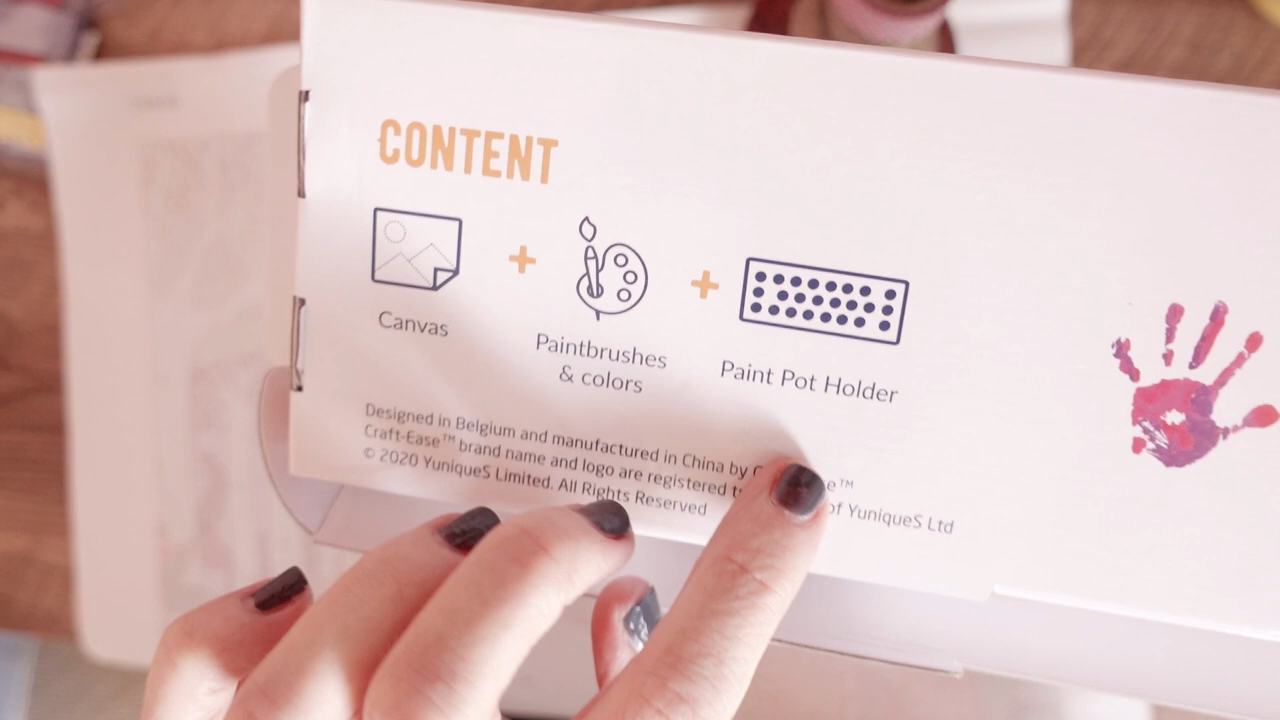 CONTENT
+
+
Canvas
Paintbrushes
& colors
Paint Pot Holder
Designed in Belgium and manufactured in China by e™
Craft-Ease™ brand name and logo are registered of YuniqueS Ltd
© 2020 YuniqueS Limited. All Rights Reserved